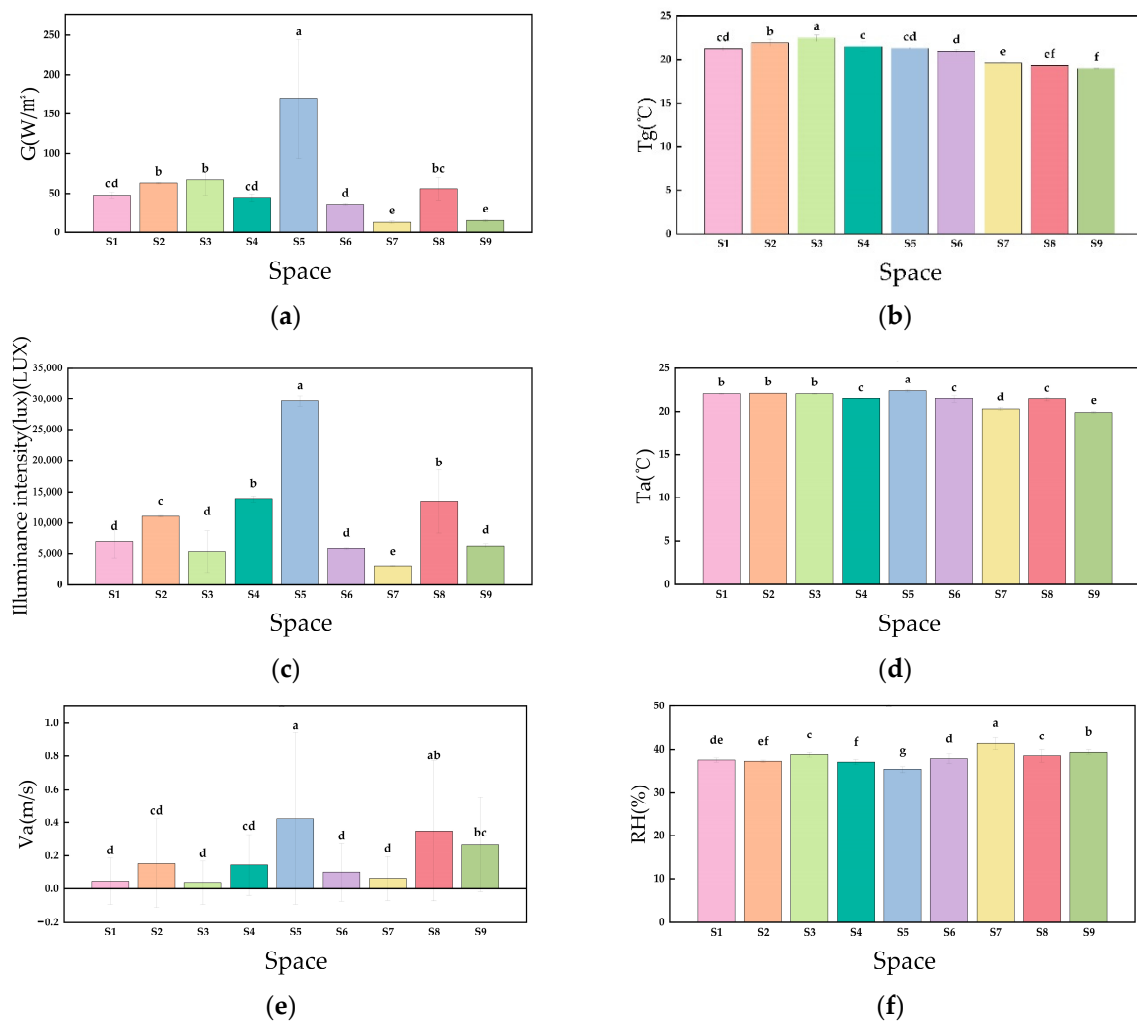 250
200
150
100
50
0
G(W/㎡)
cd
b
b
cd
a
d
e
bc
e
S1 S2 S3 S4 S5 S6 S7 S8 S9
Space
(a)
25
20
15
10
5
0
Tg(℃)
cd
b
a
c
cd
d
e
ef
f
S1 S2 S3 S4 S5 S6 S7 S8 S9
Space
(b)
35,000
30,000
25,000
20,000
15,000
10,000
5,000
0
Illuminance intensity(lux)(LUX)
d
c
d
b
a
d
e
b
d
S1 S2 S3 S4 S5 S6 S7 S8 S9
Space
(c)
25
20
15
10
5
0
Ta(℃)
b
b
b
c
a
c
d
c
e
S1 S2 S3 S4 S5 S6 S7 S8 S9
Space
(d)
1.0
0.8
0.6
0.4
0.2
0.0
−0.2
Va(m/s)
d
cd
d
cd
a
d
d
ab
bc
S1 S2 S3 S4 S5 S6 S7 S8 S9
Space
(e)
50
40
30
20
10
0
RH(%)
de
ef
c
f
g
d
a
c
b
S1 S2 S3 S4 S5 S6 S7 S8 S9
Space
(f)